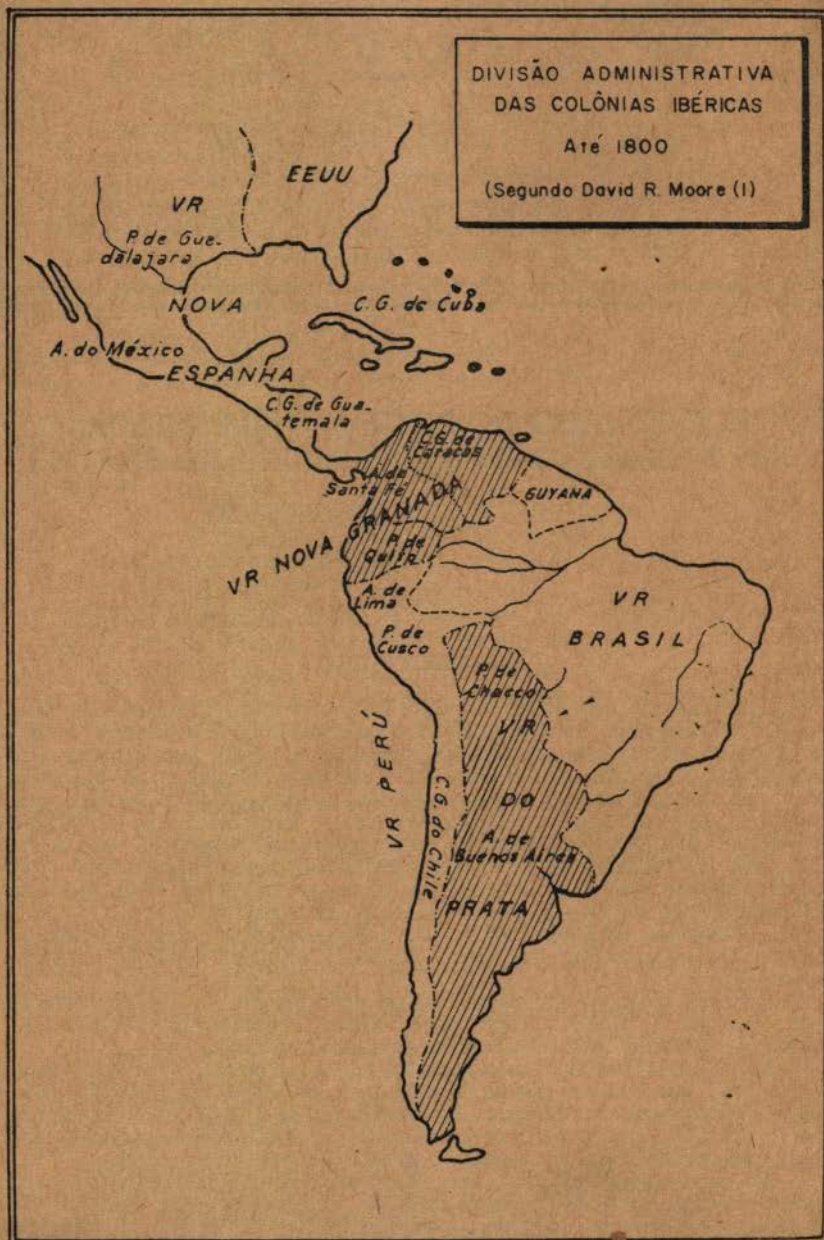 DIVISÃO ADMINISTRATIVA
DAS COLÔNIAS IBÉRICAS
Até 1800
(Segundo David R. Moore (1)
EEUU
VR
P. de Gua-
dalajara
NOVA
C.G. de Cuba
A. do México
ESPANHA
C.G. de Gua-
temala
C.G. de
Caracas
A. de
Santa Fé
GUYANA
VR NOVA GRANADA
P. de
A. de
Lima
VR
BRASIL
P. de
Cusco
P. de
Chacco
VR
VR PERÚ
C.G. do Chile
DO
A. de
Buenos Aires
PRATA